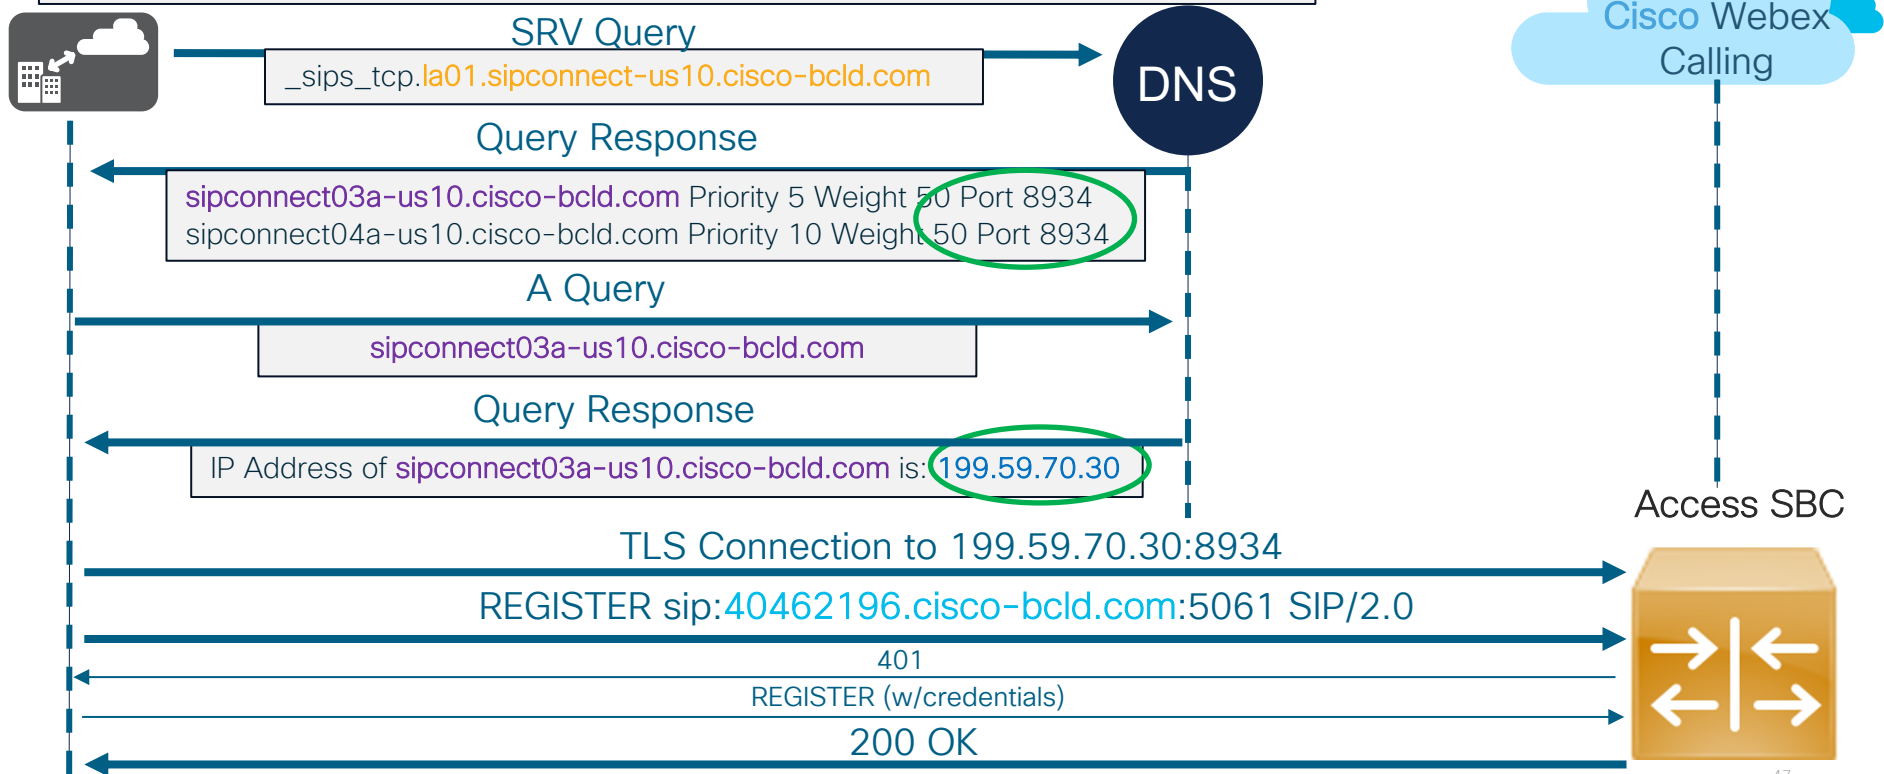 SRV Query
_sips_tcp.la01.sipconnect-us10.cisco-bcld.com
DNS
Cisco Webex
Calling
Query Response
sipconnect03a-us10.cisco-bcld.com Priority 5 Weight 50 Port 8934
sipconnect04a-us10.cisco-bcld.com Priority 10 Weight 50 Port 8934
A Query
sipconnect03a-us10.cisco-bcld.com
Query Response
IP Address of sipconnect03a-us10.cisco-bcld.com is: 199.59.70.30
Access SBC
TLS Connection to 199.59.70.30:8934
REGISTER sip:40462196.cisco-bcld.com:5061 SIP/2.0
401
REGISTER (w/credentials)
200 OK